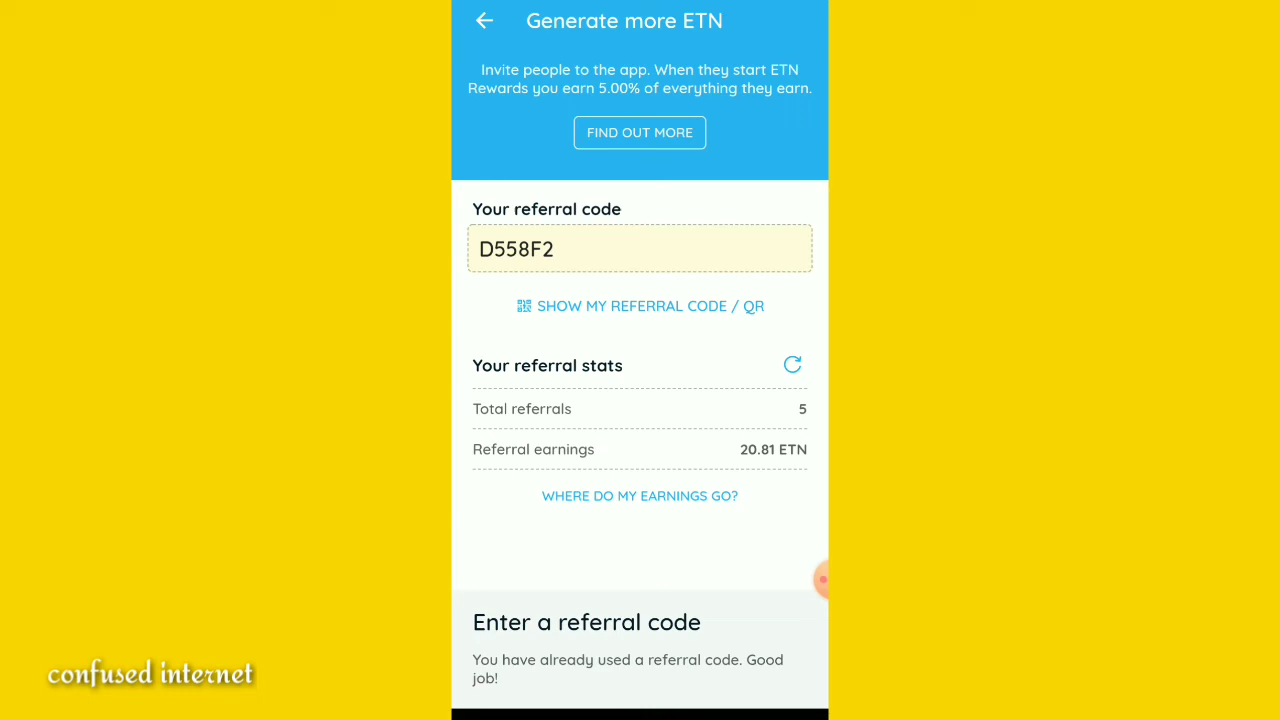 Generate more ETN
Invite people to the app. When they start ETN
Rewards you earn 5.00% of everything they earn.
FIND OUT MORE
Your referral code
D558F2
SHOW MY REFERRAL CODE / QR
Your referral stats
Total referrals 5
Referral earnings 20.81 ETN
WHERE DO MY EARNINGS GO?
Enter a referral code
You have already used a referral code. Good
job!
confused internet